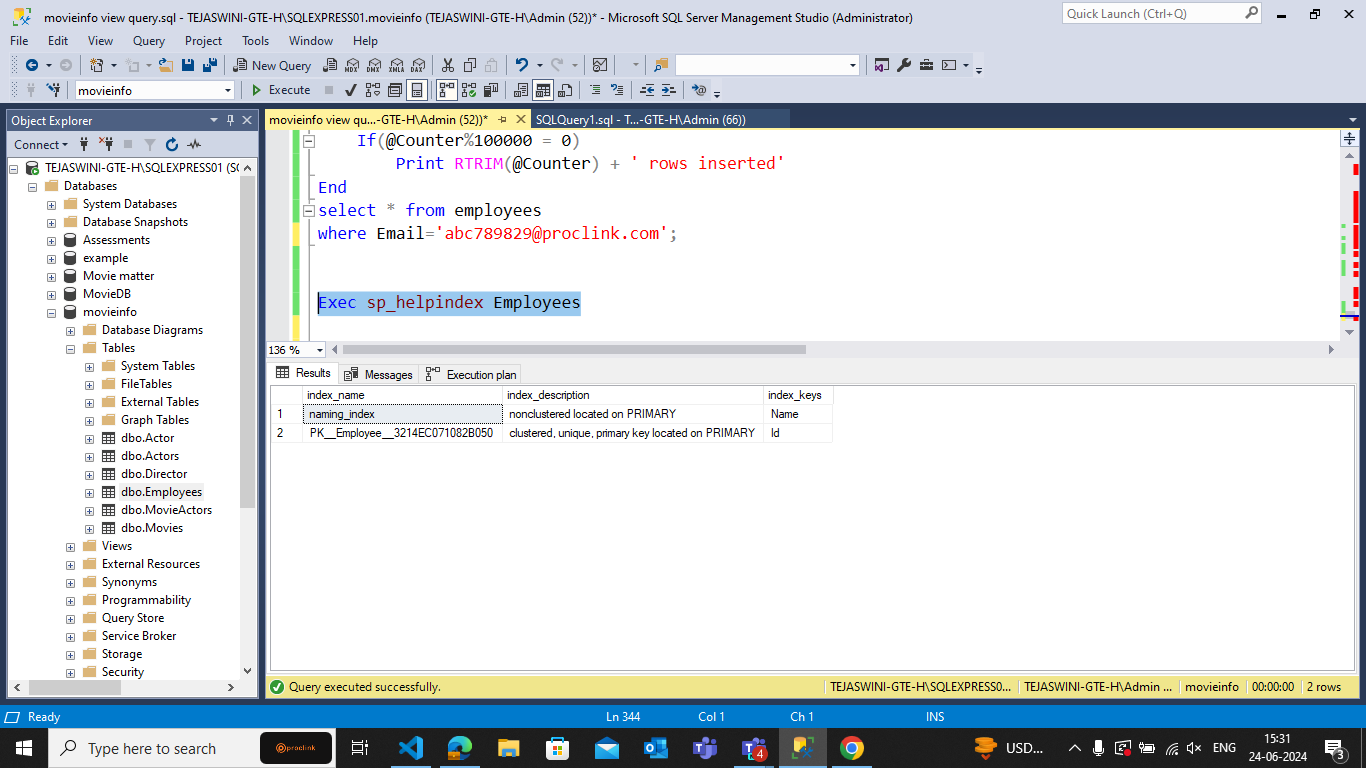 movieinfo view query.sql - TEJASWINI-GTE-H\SQLEXPRESS01.movieinfo (TEJASWINI-GTE-H\Admin (52))* - Microsoft SQL Server Management Studio (Administrator)
Quick Launch (Ctrl+Q)
File Edit View Query Project Tools Window Help
New Query
MDX DMX XMLA DAX
movieinfo
Execute
Object Explorer
movieinfo view qu...-GTE-H\Admin (52))*
SQLQuery1.sql - T...-GTE-H\Admin (66))
Connect
TEJASWINI-GTE-H\SQLEXPRESS01 (SC
Databases
System Databases
Database Snapshots
Assessments
example
Movie matter
MovieDB
movieinfo
Database Diagrams
Tables
System Tables
FileTables
External Tables
Graph Tables
dbo.Actor
dbo.Actors
dbo.Director
dbo.Employees
dbo.MovieActors
dbo.Movies
Views
External Resources
Synonyms
Programmability
Query Store
Service Broker
Storage
Security
If(@Counter%100000 = 0)
Print RTRIM(@Counter) + ' rows inserted'
End
select * from employees
where Email='abc789829@proclink.com';
Exec sp_helpindex Employees
136 %
Results Messages Execution plan
index_name index_description index_keys
1 naming_index nonclustered located on PRIMARY Name
2 PK__Employee__3214EC071082B050 clustered, unique, primary key located on PRIMARY Id
Query executed successfully.
TEJASWINI-GTE-H\SQLEXPRESS0... TEJASWINI-GTE-H\Admin ... movieinfo 00:00:00 2 rows
Ready Ln 344 Col 1 Ch 1 INS
Type here to search
proclink
4
USD...
ENG
15:31
24-06-2024
3